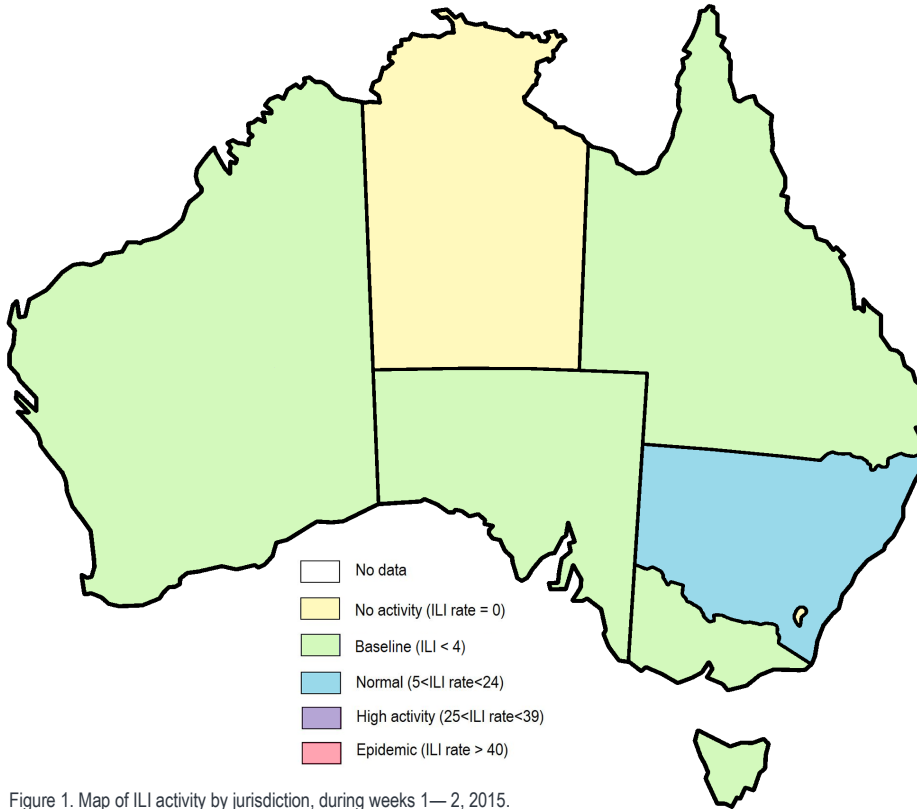 No data
No activity (ILI rate = 0)
Baseline (ILI < 4)
Normal (5<ILI rate<24)
High activity (25<ILI rate<39)
Epidemic (ILI rate > 40)
Figure 1. Map of ILI activity by jurisdiction, during weeks 1— 2, 2015.